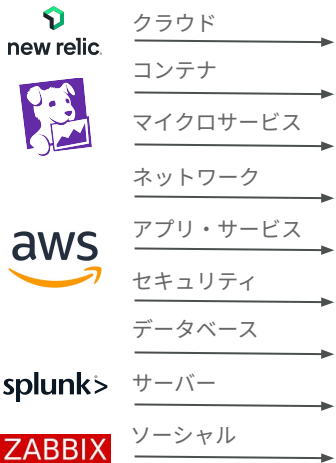 new relic
クラウド
コンテナ
マイクロサービス
ネットワーク
アプリ・サービス
aws
セキュリティ
データベース
splunk>
サーバー
ZABBIX
ソーシャル